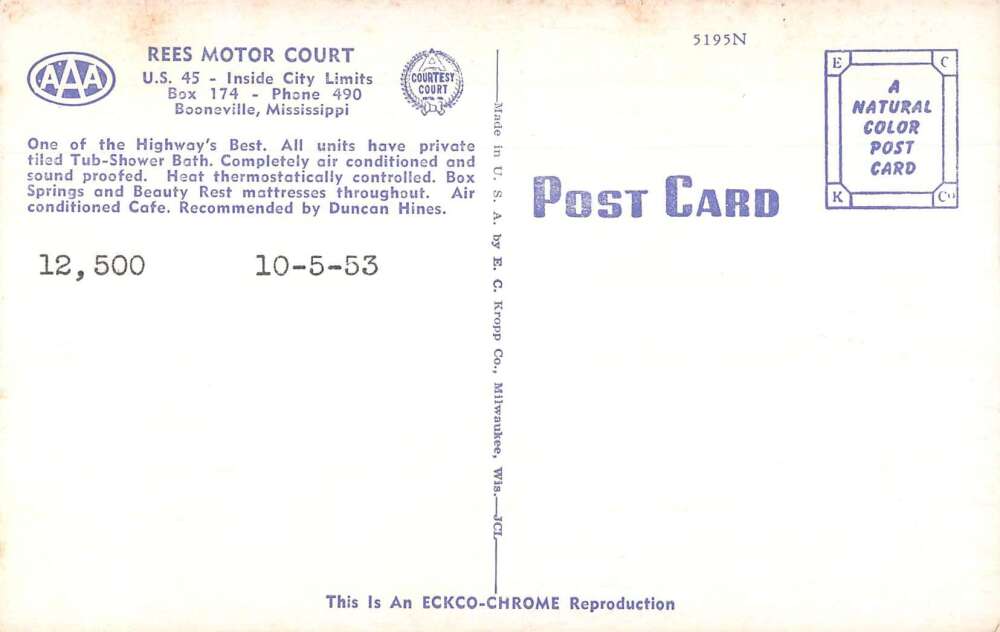 AAA
REES MOTOR COURT
U.S. 45 - Inside City Limits
Box 174 - Phone 490
Booneville, Mississippi
COURTESY
COURT
One of the Highway's Best. All units have private
tiled Tub-Shower Bath. Completely air conditioned and
sound proofed. Heat thermostatically controlled. Box
Springs and Beauty Rest mattresses throughout. Air
conditioned Cafe. Recommended by Duncan Hines.
12,500 10-5-53
Made in U. S. A. by E. C. Kropp Co., Milwaukee, Wis.—JCL
5195N
E C
A
NATURAL
COLOR
POST
CARD
K Co
POST CARD
This Is An ECKCO-CHROME Reproduction